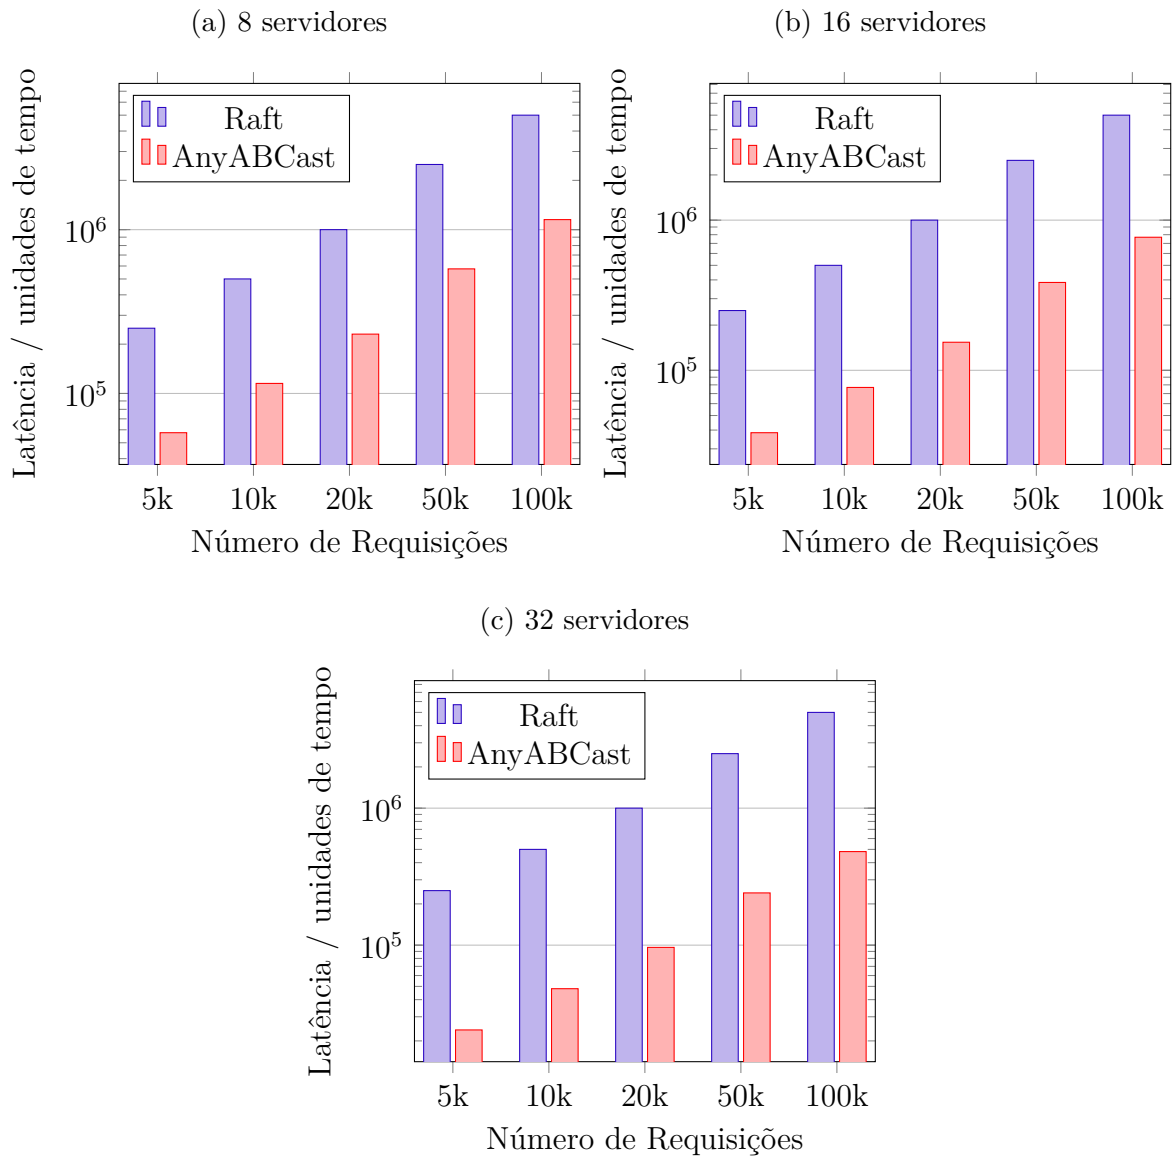 (a) 8 servidores
Latência / unidades de tempo
Raft
AnyABCast
10^6
10^5
5k 10k 20k 50k 100k
Número de Requisições
(b) 16 servidores
Latência / unidades de tempo
Raft
AnyABCast
10^6
10^5
5k 10k 20k 50k 100k
Número de Requisições
(c) 32 servidores
Latência / unidades de tempo
Raft
AnyABCast
10^6
10^5
5k 10k 20k 50k 100k
Número de Requisições